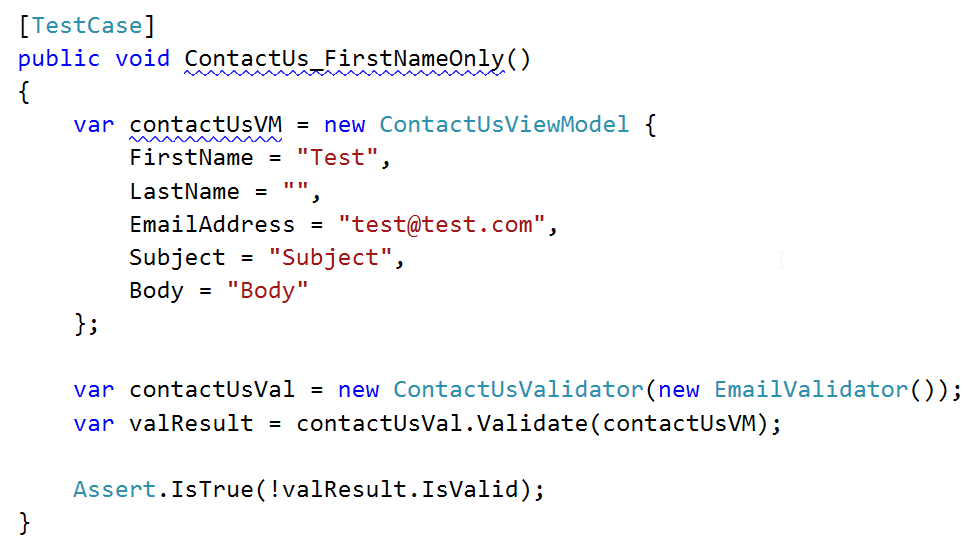 [TestCase]
public void ContactUs_FirstNameOnly()
{
    var contactUsVM = new ContactUsViewModel {
        FirstName = "Test",
        LastName = "",
        EmailAddress = "test@test.com",
        Subject = "Subject",
        Body = "Body"
    };

    var contactUsVal = new ContactUsValidator(new EmailValidator());
    var valResult = contactUsVal.Validate(contactUsVM);

    Assert.IsTrue(!valResult.IsValid);
}